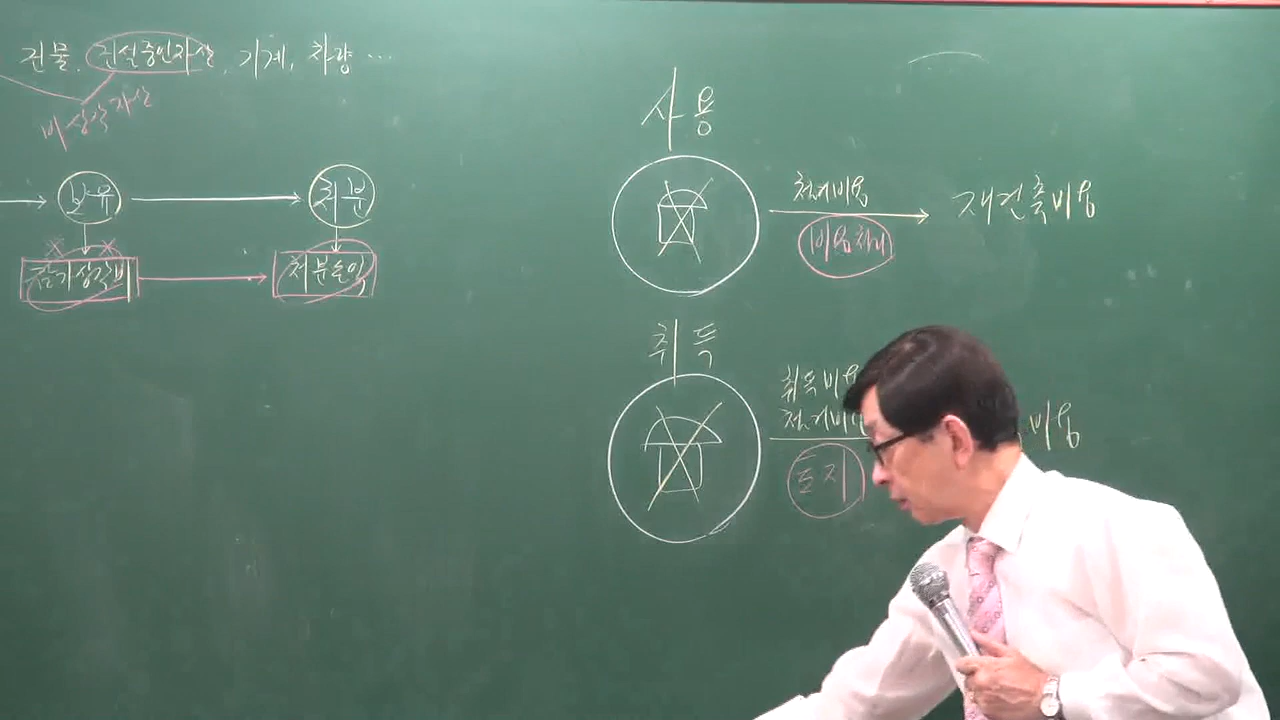 건물, 건설중인자산, 기계, 차량 …
비상각자산
보유 처분
감가상각비 처분손익
사용
철거비용
비용처리
재건축비용
취득
취득비용
철거비용
토지
비용